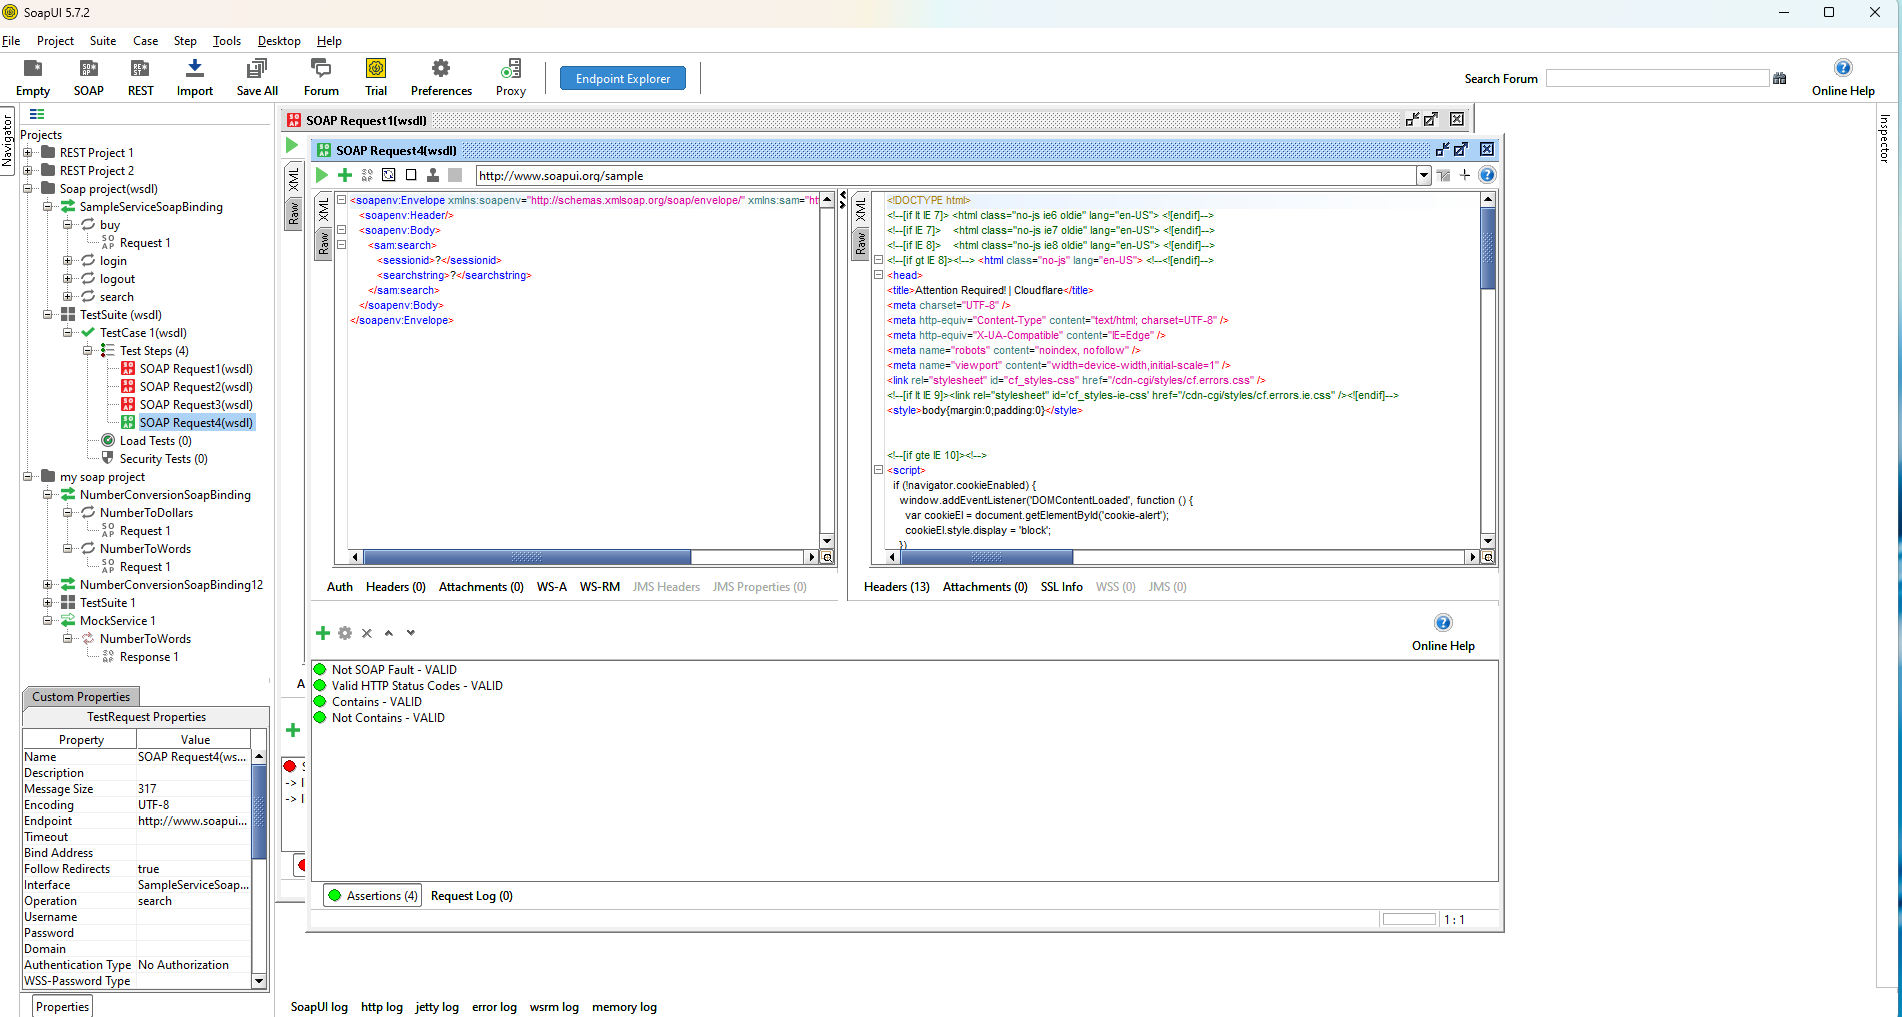 SoapUI 5.7.2
File Project Suite Case Step Tools Desktop Help
Empty SOAP REST Import Save All Forum Trial Preferences Proxy Endpoint Explorer Search Forum Online Help
Navigator
Projects
REST Project 1
REST Project 2
Soap project(wsdl)
SampleServiceSoapBinding
buy
Request 1
login
logout
search
TestSuite (wsdl)
TestCase 1(wsdl)
Test Steps (4)
SOAP Request1(wsdl)
SOAP Request2(wsdl)
SOAP Request3(wsdl)
SOAP Request4(wsdl)
Load Tests (0)
Security Tests (0)
my soap project
NumberConversionSoapBinding
NumberToDollars
Request 1
NumberToWords
Request 1
NumberConversionSoapBinding12
TestSuite 1
MockService 1
NumberToWords
Response 1
Custom Properties
TestRequest Properties
Property Value
Name SOAP Request4(ws...
Description
Message Size 317
Encoding UTF-8
Endpoint http://www.soapui...
Timeout
Bind Address
Follow Redirects true
Interface SampleServiceSoap...
Operation search
Username
Password
Domain
Authentication Type No Authorization
WSS-Password Type
Properties
SOAP Request1(wsdl)
XML
Raw
SOAP Request4(wsdl)
http://www.soapui.org/sample
XML
Raw
<soapenv:Envelope xmlns:soapenv="http://schemas.xmlsoap.org/soap/envelope/" xmlns:sam="htt
<soapenv:Header/>
<soapenv:Body>
<sam:search>
<sessionid>?</sessionid>
<searchstring>?</searchstring>
</sam:search>
</soapenv:Body>
</soapenv:Envelope>
Auth Headers (0) Attachments (0) WS-A WS-RM JMS Headers JMS Properties (0)
XML
Raw
<!DOCTYPE html>
<!--[if lt IE 7]> <html class="no-js ie6 oldie" lang="en-US"> <![endif]-->
<!--[if IE 7]>    <html class="no-js ie7 oldie" lang="en-US"> <![endif]-->
<!--[if IE 8]>    <html class="no-js ie8 oldie" lang="en-US"> <![endif]-->
<!--[if gt IE 8]><!--> <html class="no-js" lang="en-US"> <!--<![endif]-->
<head>
<title>Attention Required! | Cloudflare</title>
<meta charset="UTF-8" />
<meta http-equiv="Content-Type" content="text/html; charset=UTF-8" />
<meta http-equiv="X-UA-Compatible" content="IE=Edge" />
<meta name="robots" content="noindex, nofollow" />
<meta name="viewport" content="width=device-width,initial-scale=1" />
<link rel="stylesheet" id="cf_styles-css" href="/cdn-cgi/styles/cf.errors.css" />
<!--[if lt IE 9]><link rel="stylesheet" id='cf_styles-ie-css' href="/cdn-cgi/styles/cf.errors.ie.css" /><![endif]-->
<style>body{margin:0;padding:0}</style>
<!--[if gte IE 10]><!-->
<script>
if (!navigator.cookieEnabled) {
window.addEventListener('DOMContentLoaded', function () {
var cookieEl = document.getElementById('cookie-alert');
cookieEl.style.display = 'block';
})
Headers (13) Attachments (0) SSL Info WSS (0) JMS (0)
Online Help
Not SOAP Fault - VALID
Valid HTTP Status Codes - VALID
Contains - VALID
Not Contains - VALID
Assertions (4) Request Log (0)
1 : 1
SoapUI log http log jetty log error log wsrm log memory log
Inspector